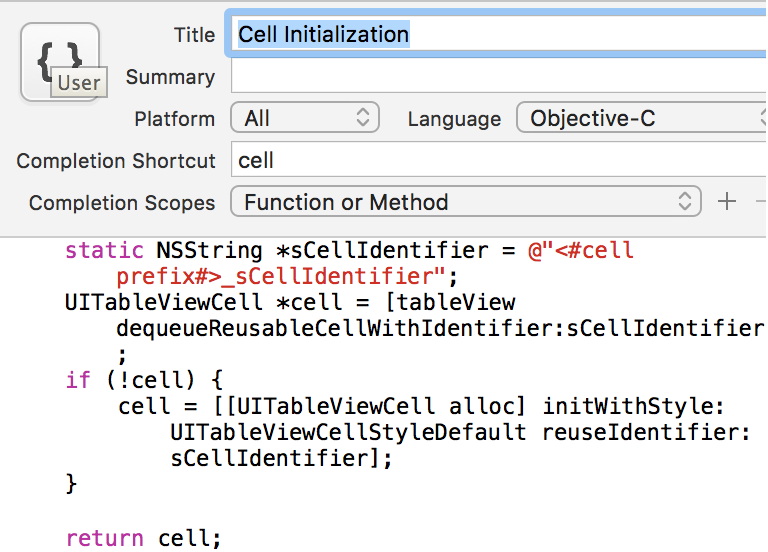 { }
User
Title Cell Initialization
Summary
Platform All Language Objective-C
Completion Shortcut cell
Completion Scopes Function or Method
static NSString *sCellIdentifier = @"<#cell
prefix#>_sCellIdentifier";
UITableViewCell *cell = [tableView
dequeueReusableCellWithIdentifier:sCellIdentifier
;
if (!cell) {
cell = [[UITableViewCell alloc] initWithStyle:
UITableViewCellStyleDefault reuseIdentifier:
sCellIdentifier];
}
return cell;